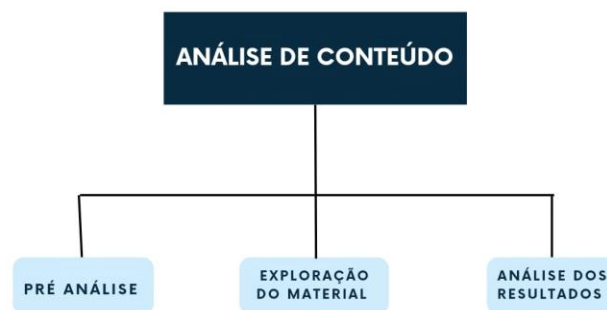 ANÁLISE DE CONTEÚDO
PRÉ ANÁLISE
EXPLORAÇÃO
DO MATERIAL
ANÁLISE DOS
RESULTADOS